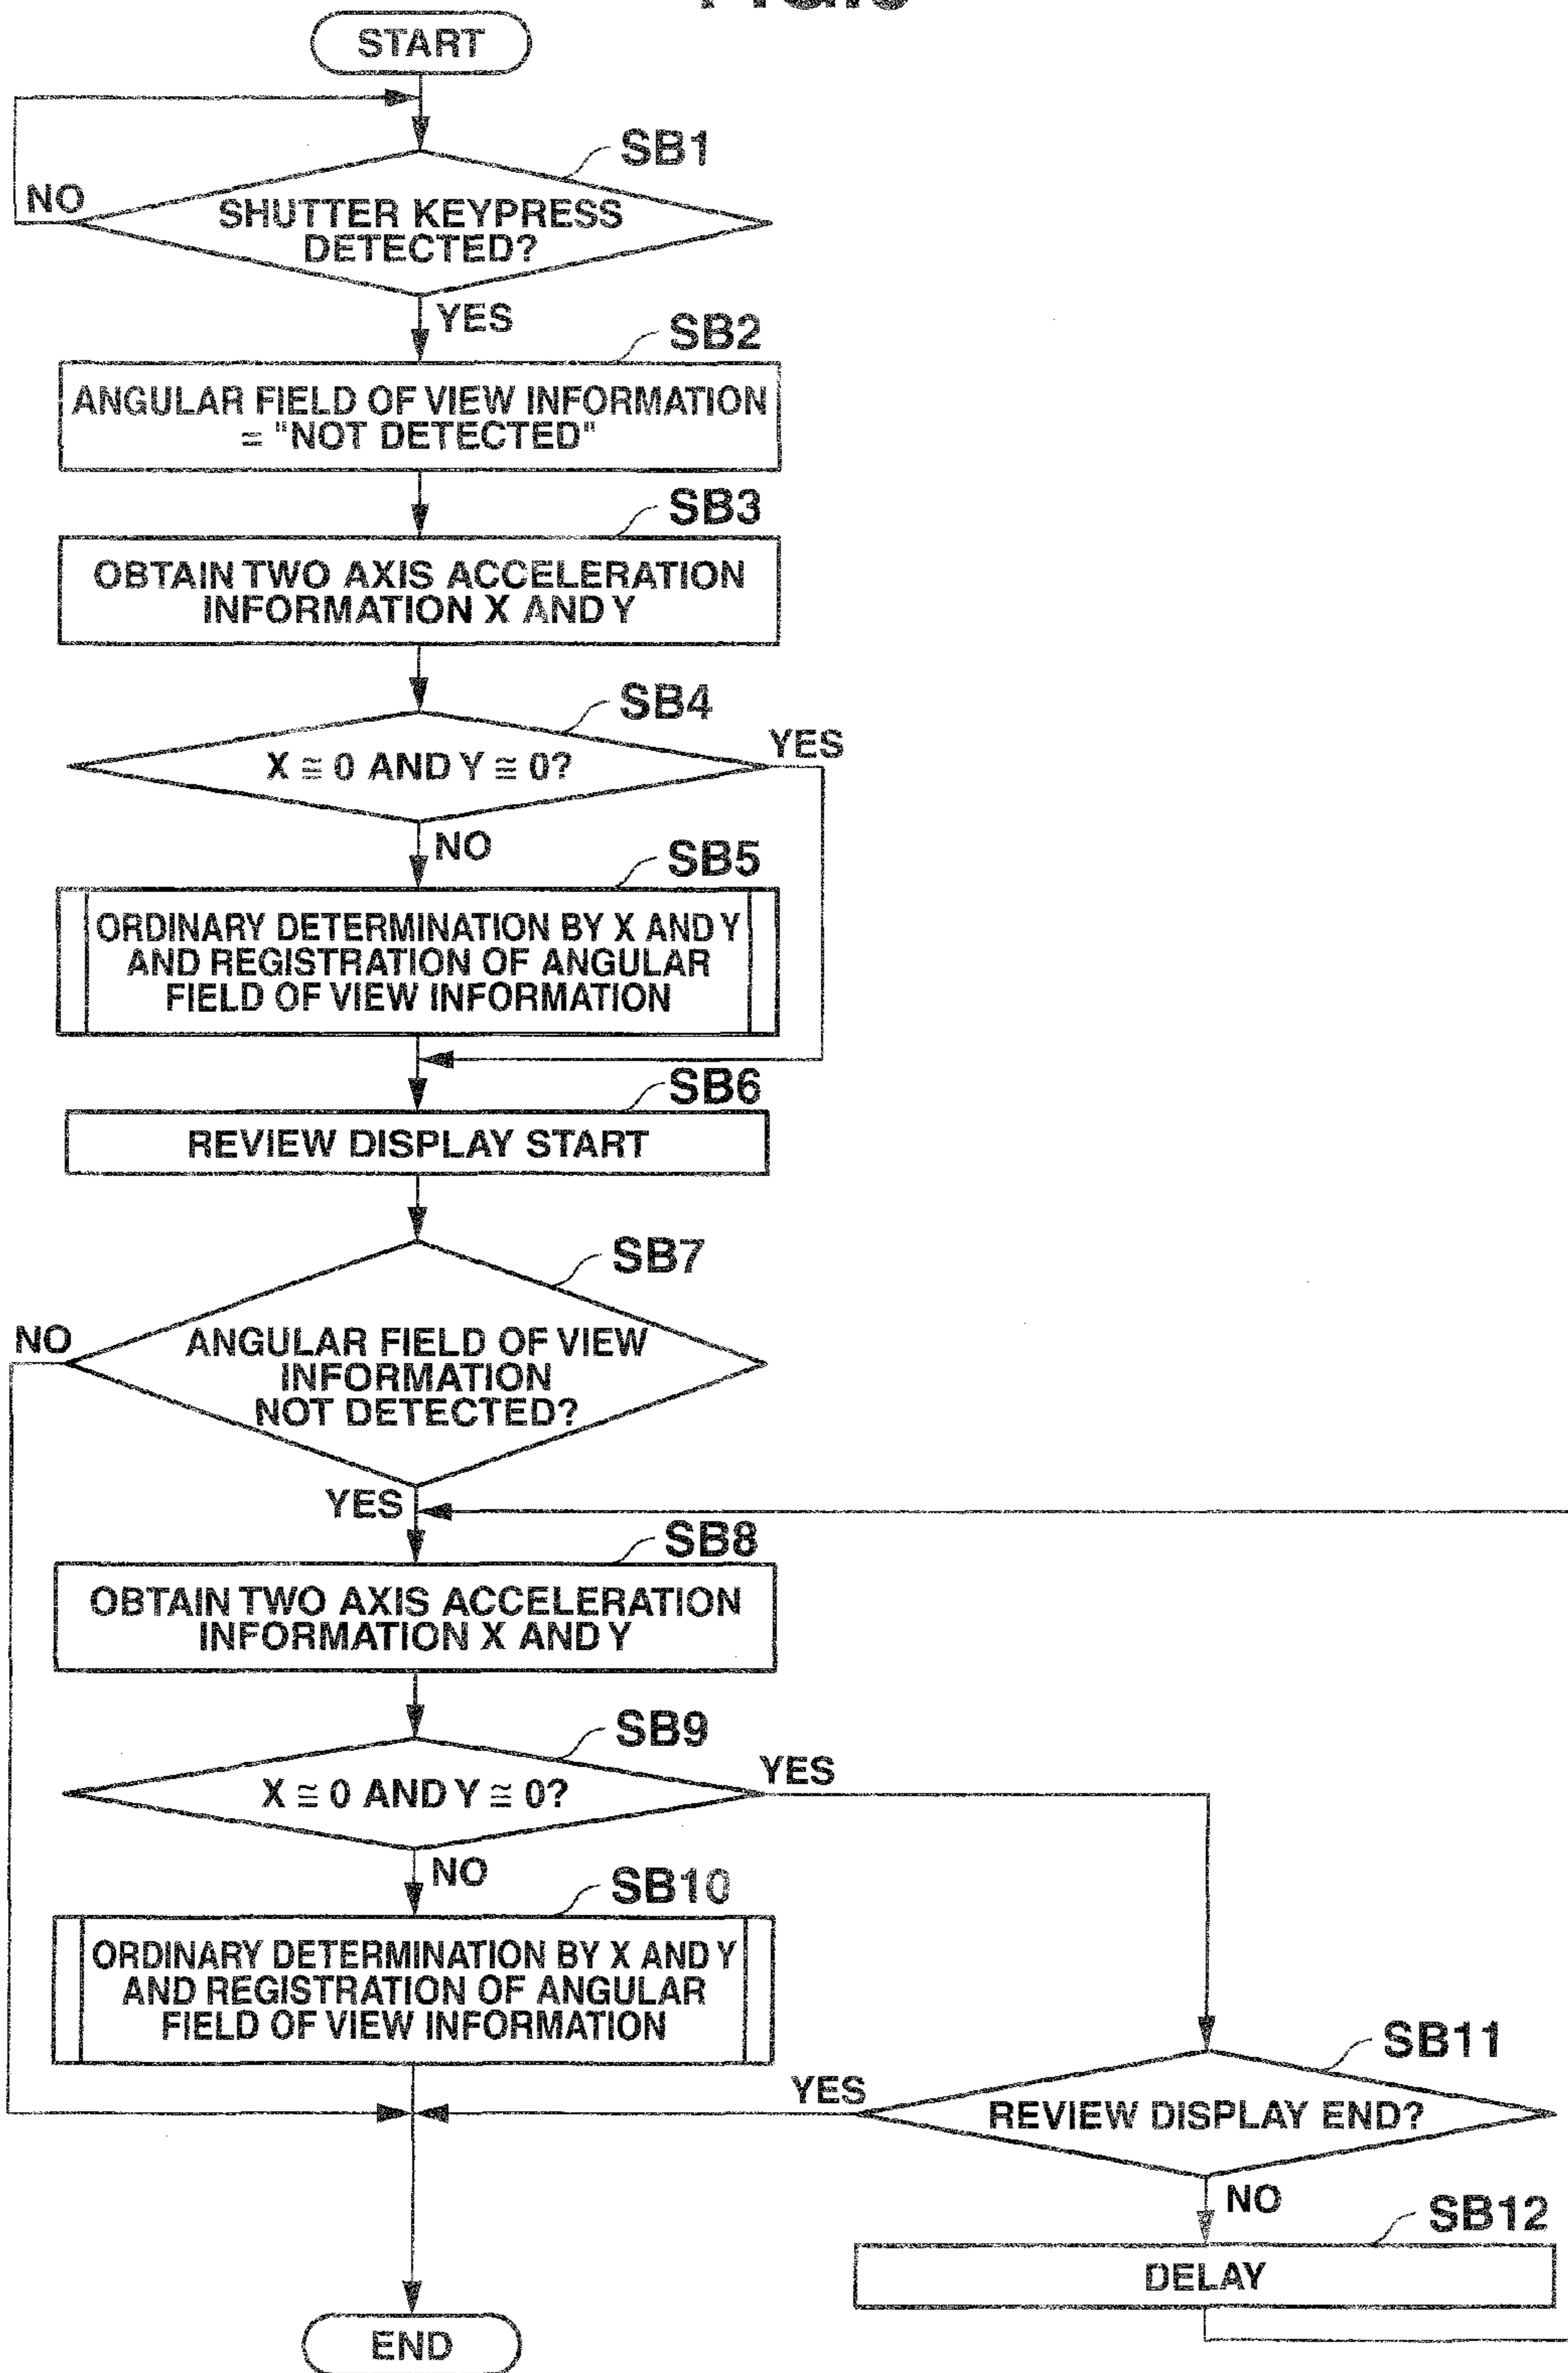 START
SB1
NO
SHUTTER KEYPRESS
DETECTED?
YES
SB2
ANGULAR FIELD OF VIEW INFORMATION
= "NOT DETECTED"
SB3
OBTAIN TWO AXIS ACCELERATION
INFORMATION X AND Y
SB4
YES
X ≅ 0 AND Y ≅ 0?
NO
SB5
ORDINARY DETERMINATION BY X AND Y
AND REGISTRATION OF ANGULAR
FIELD OF VIEW INFORMATION
SB6
REVIEW DISPLAY START
SB7
NO
ANGULAR FIELD OF VIEW
INFORMATION
NOT DETECTED?
YES
SB8
OBTAIN TWO AXIS ACCELERATION
INFORMATION X AND Y
SB9
YES
X ≅ 0 AND Y ≅ 0?
NO
SB10
ORDINARY DETERMINATION BY X AND Y
AND REGISTRATION OF ANGULAR
FIELD OF VIEW INFORMATION
SB11
YES
REVIEW DISPLAY END?
NO
SB12
DELAY
END